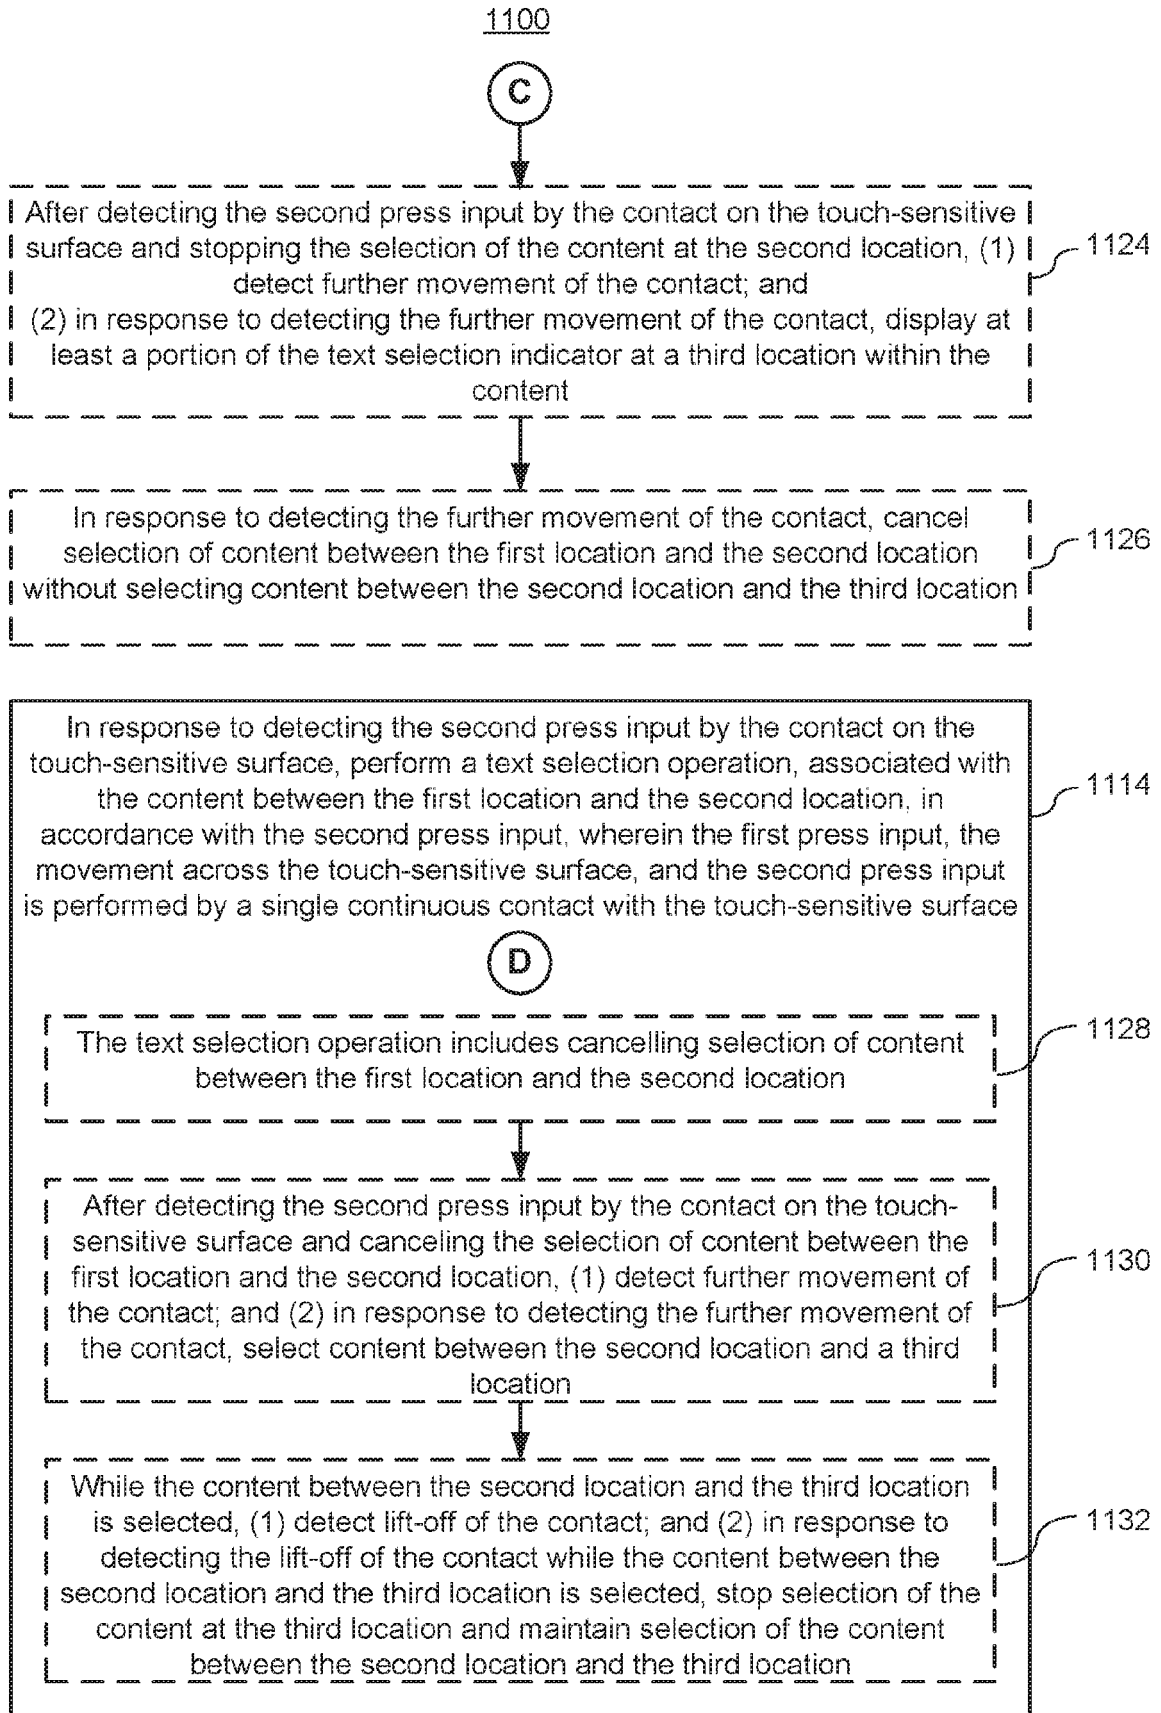 1100
C
After detecting the second press input by the contact on the touch-sensitive
surface and stopping the selection of the content at the second location, (1)
detect further movement of the contact; and
(2) in response to detecting the further movement of the contact, display at
least a portion of the text selection indicator at a third location within the
content
1124
In response to detecting the further movement of the contact, cancel
selection of content between the first location and the second location
without selecting content between the second location and the third location
1126
In response to detecting the second press input by the contact on the
touch-sensitive surface, perform a text selection operation, associated with
the content between the first location and the second location, in
accordance with the second press input, wherein the first press input, the
movement across the touch-sensitive surface, and the second press input
is performed by a single continuous contact with the touch-sensitive surface
1114
D
The text selection operation includes cancelling selection of content
between the first location and the second location
1128
After detecting the second press input by the contact on the touch-
sensitive surface and canceling the selection of content between the
first location and the second location, (1) detect further movement of
the contact; and (2) in response to detecting the further movement of
the contact, select content between the second location and a third
location
1130
While the content between the second location and the third location
is selected, (1) detect lift-off of the contact; and (2) in response to
detecting the lift-off of the contact while the content between the
second location and the third location is selected, stop selection of the
content at the third location and maintain selection of the content
between the second location and the third location
1132